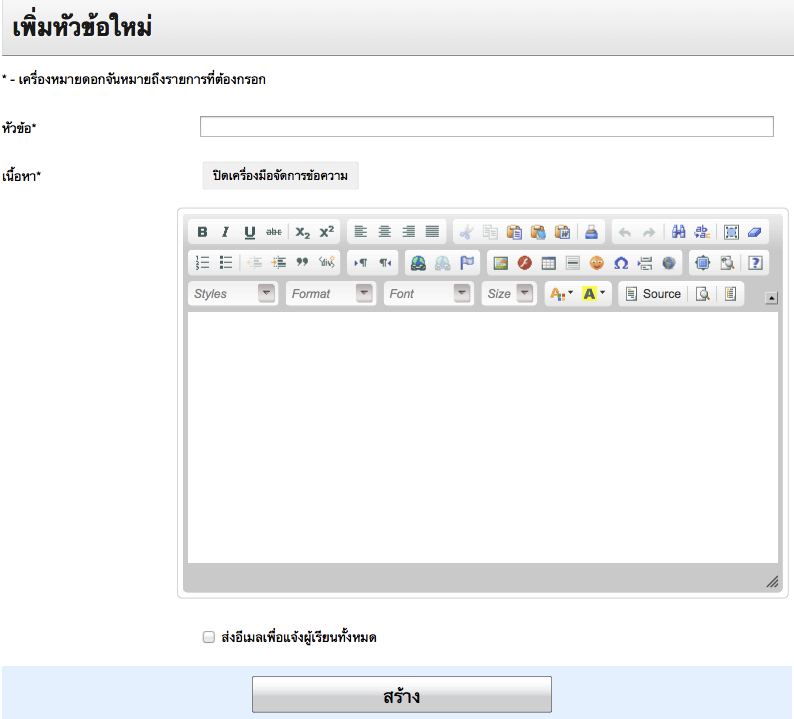 เพิ่มหัวข้อใหม่
* - เครื่องหมายดอกจันหมายถึงรายการที่ต้องกรอก
หัวข้อ*
เนื้อหา*
ปิดเครื่องมือจัดการข้อความ
B I U abc X₂ X²
Styles Format Font Size A A Source
ส่งอีเมลเพื่อแจ้งผู้เรียนทั้งหมด
สร้าง